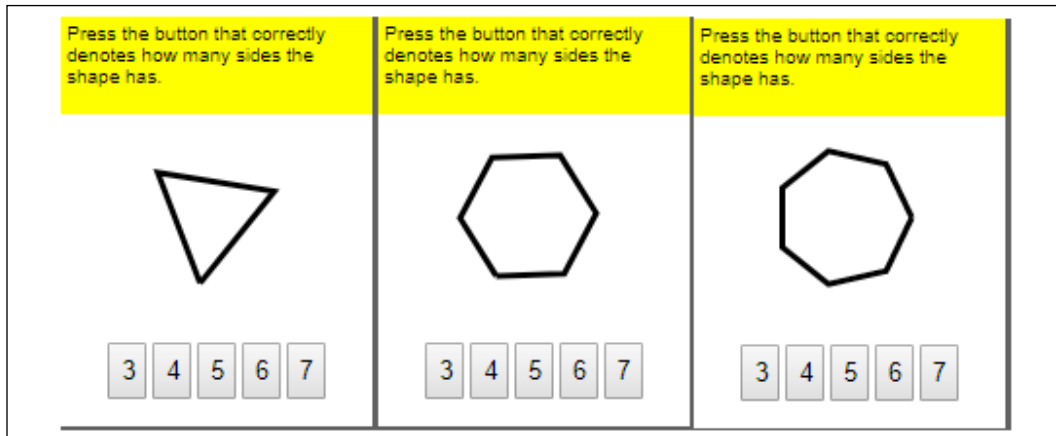 Press the button that correctly
denotes how many sides the
shape has.
3 4 5 6 7
Press the button that correctly
denotes how many sides the
shape has.
3 4 5 6 7
Press the button that correctly
denotes how many sides the
shape has.
3 4 5 6 7